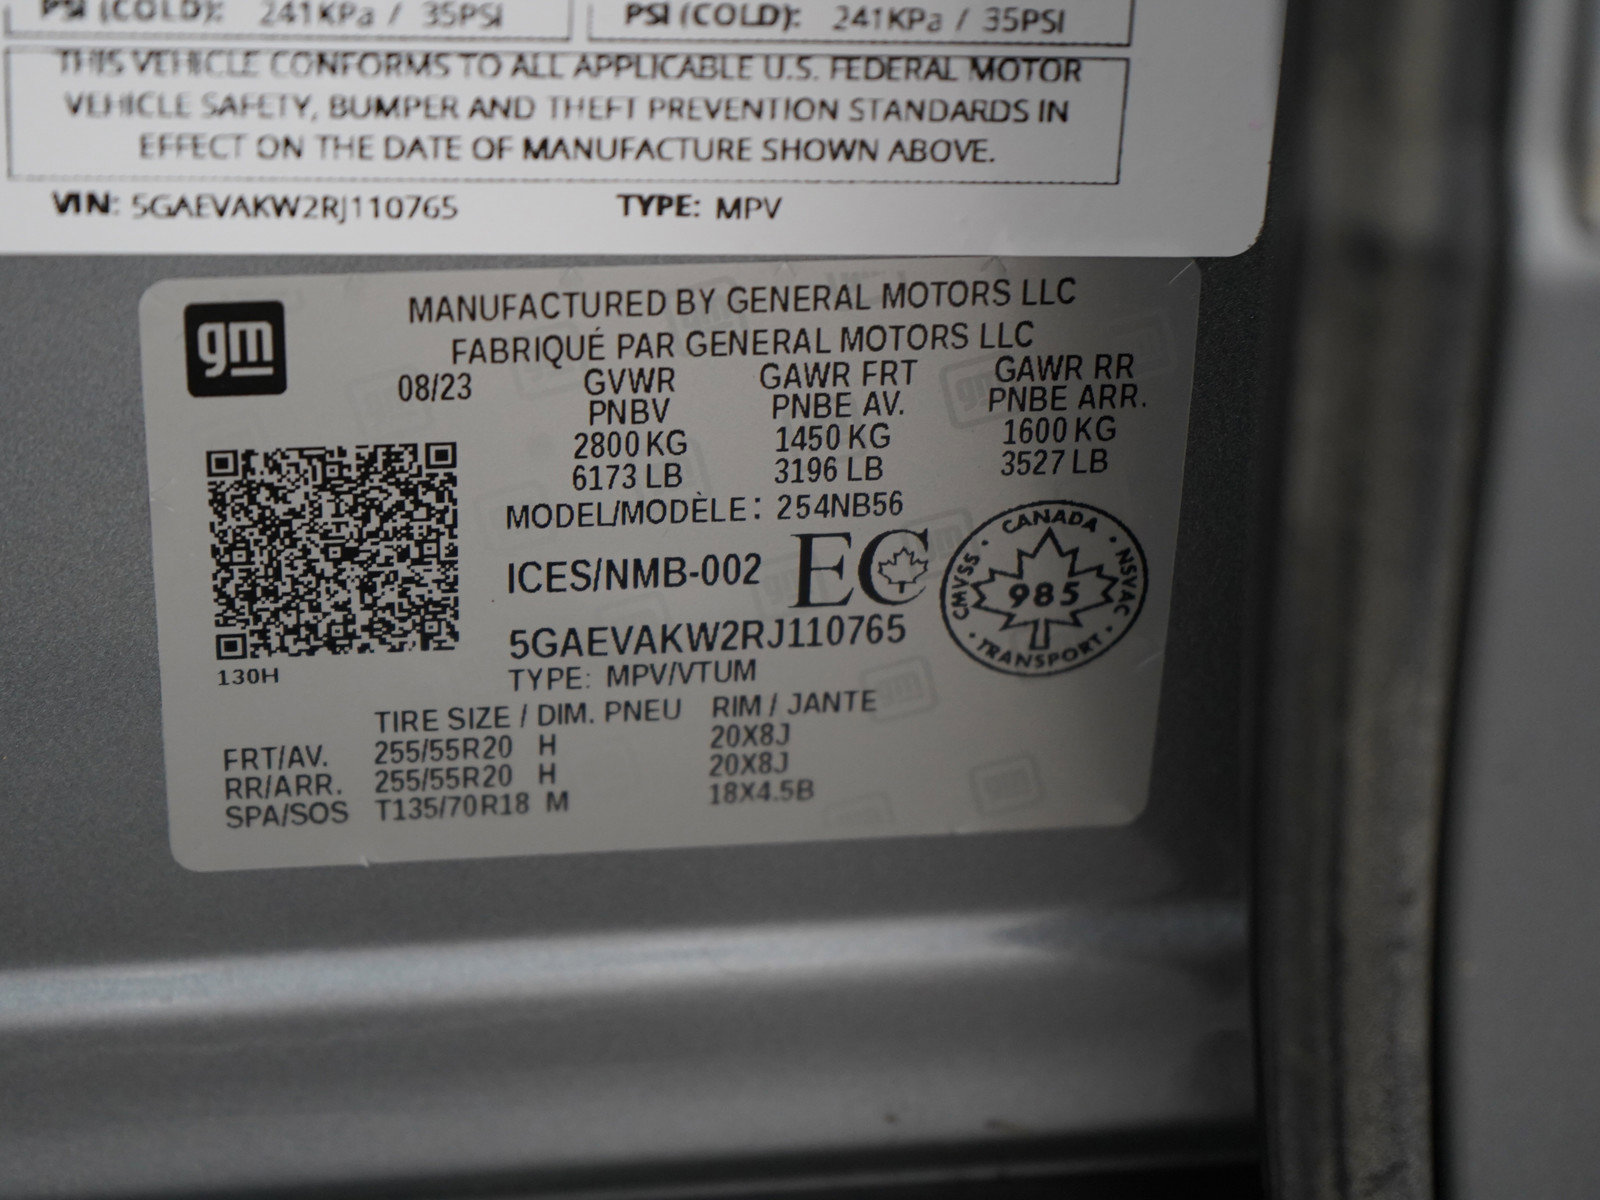 PSI (COLD): 241KPa / 35PSI PSI (COLD): 241KPa / 35PSI
THIS VEHICLE CONFORMS TO ALL APPLICABLE U.S. FEDERAL MOTOR
VEHICLE SAFETY, BUMPER AND THEFT PREVENTION STANDARDS IN
EFFECT ON THE DATE OF MANUFACTURE SHOWN ABOVE.
VIN: 5GAEVAKW2RJ110765 TYPE: MPV
gm
MANUFACTURED BY GENERAL MOTORS LLC
FABRIQUÉ PAR GENERAL MOTORS LLC
08/23 GVWR GAWR FRT GAWR RR
PNBV PNBE AV. PNBE ARR.
2800 KG 1450 KG 1600 KG
6173 LB 3196 LB 3527 LB
MODEL/MODÈLE: 254NB56
ICES/NMB-002 EC
CANADA · NSVAC · TRANSPORT · CMVSS ·
985
5GAEVAKW2RJ110765
130H
TYPE: MPV/VTUM
TIRE SIZE / DIM. PNEU RIM / JANTE
FRT/AV. 255/55R20 H 20X8J
RR/ARR. 255/55R20 H 20X8J
SPA/SOS T135/70R18 M 18X4.5B